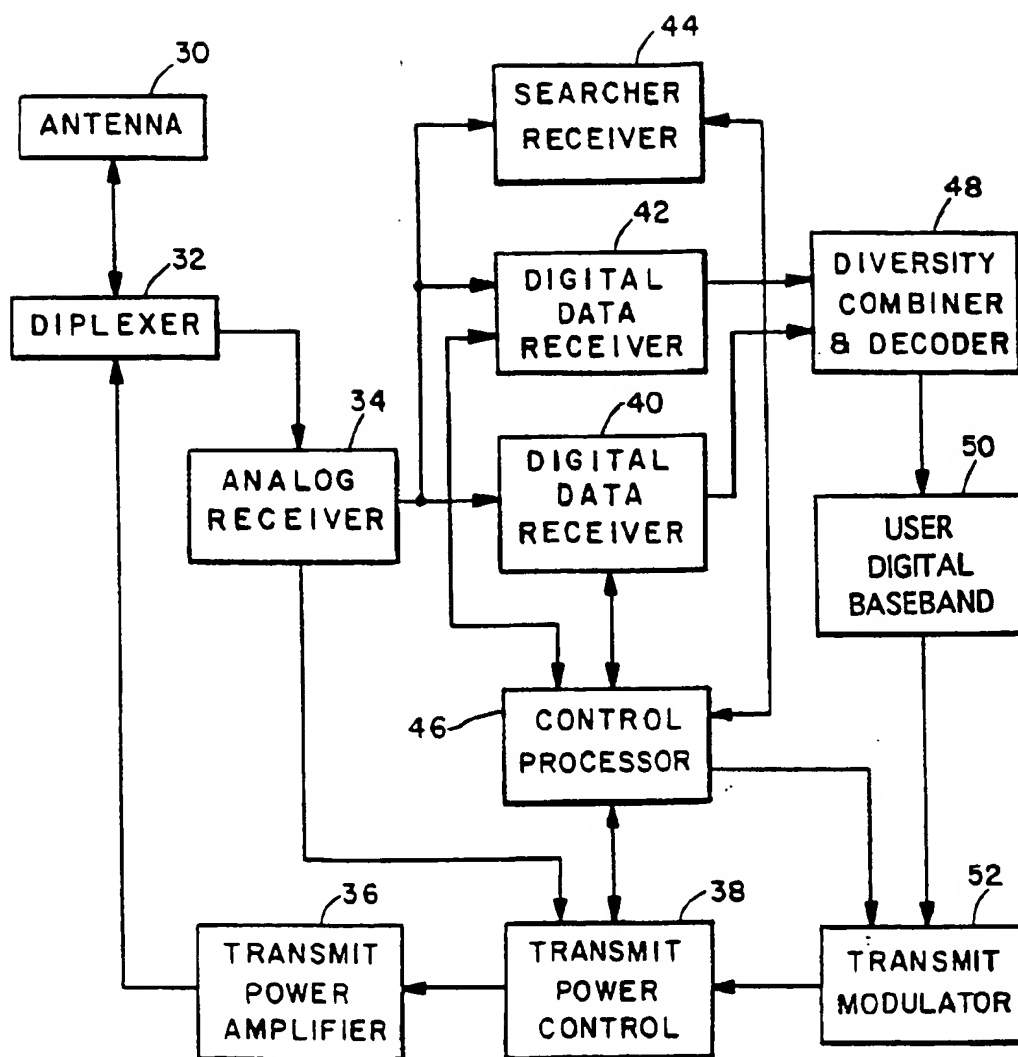 30
ANTENNA
32
DIPLEXER
34
ANALOG
RECEIVER
44
SEARCHER
RECEIVER
42
DIGITAL
DATA
RECEIVER
40
DIGITAL
DATA
RECEIVER
48
DIVERSITY
COMBINER
& DECODER
50
USER
DIGITAL
BASEBAND
46
CONTROL
PROCESSOR
36
TRANSMIT
POWER
AMPLIFIER
38
TRANSMIT
POWER
CONTROL
52
TRANSMIT
MODULATOR